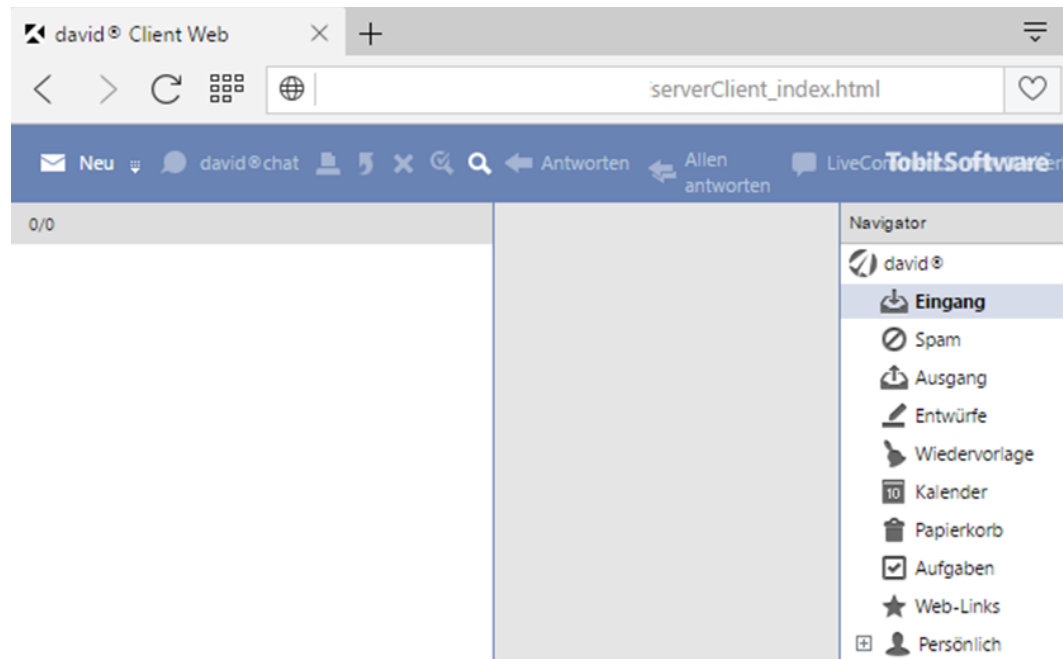 david® Client Web
serverClient_index.html
Neu david®chat Antworten Allen antworten LiveCon TobitSoftware
0/0
Navigator
david®
Eingang
Spam
Ausgang
Entwürfe
Wiedervorlage
10 Kalender
Papierkorb
Aufgaben
Web-Links
Persönlich